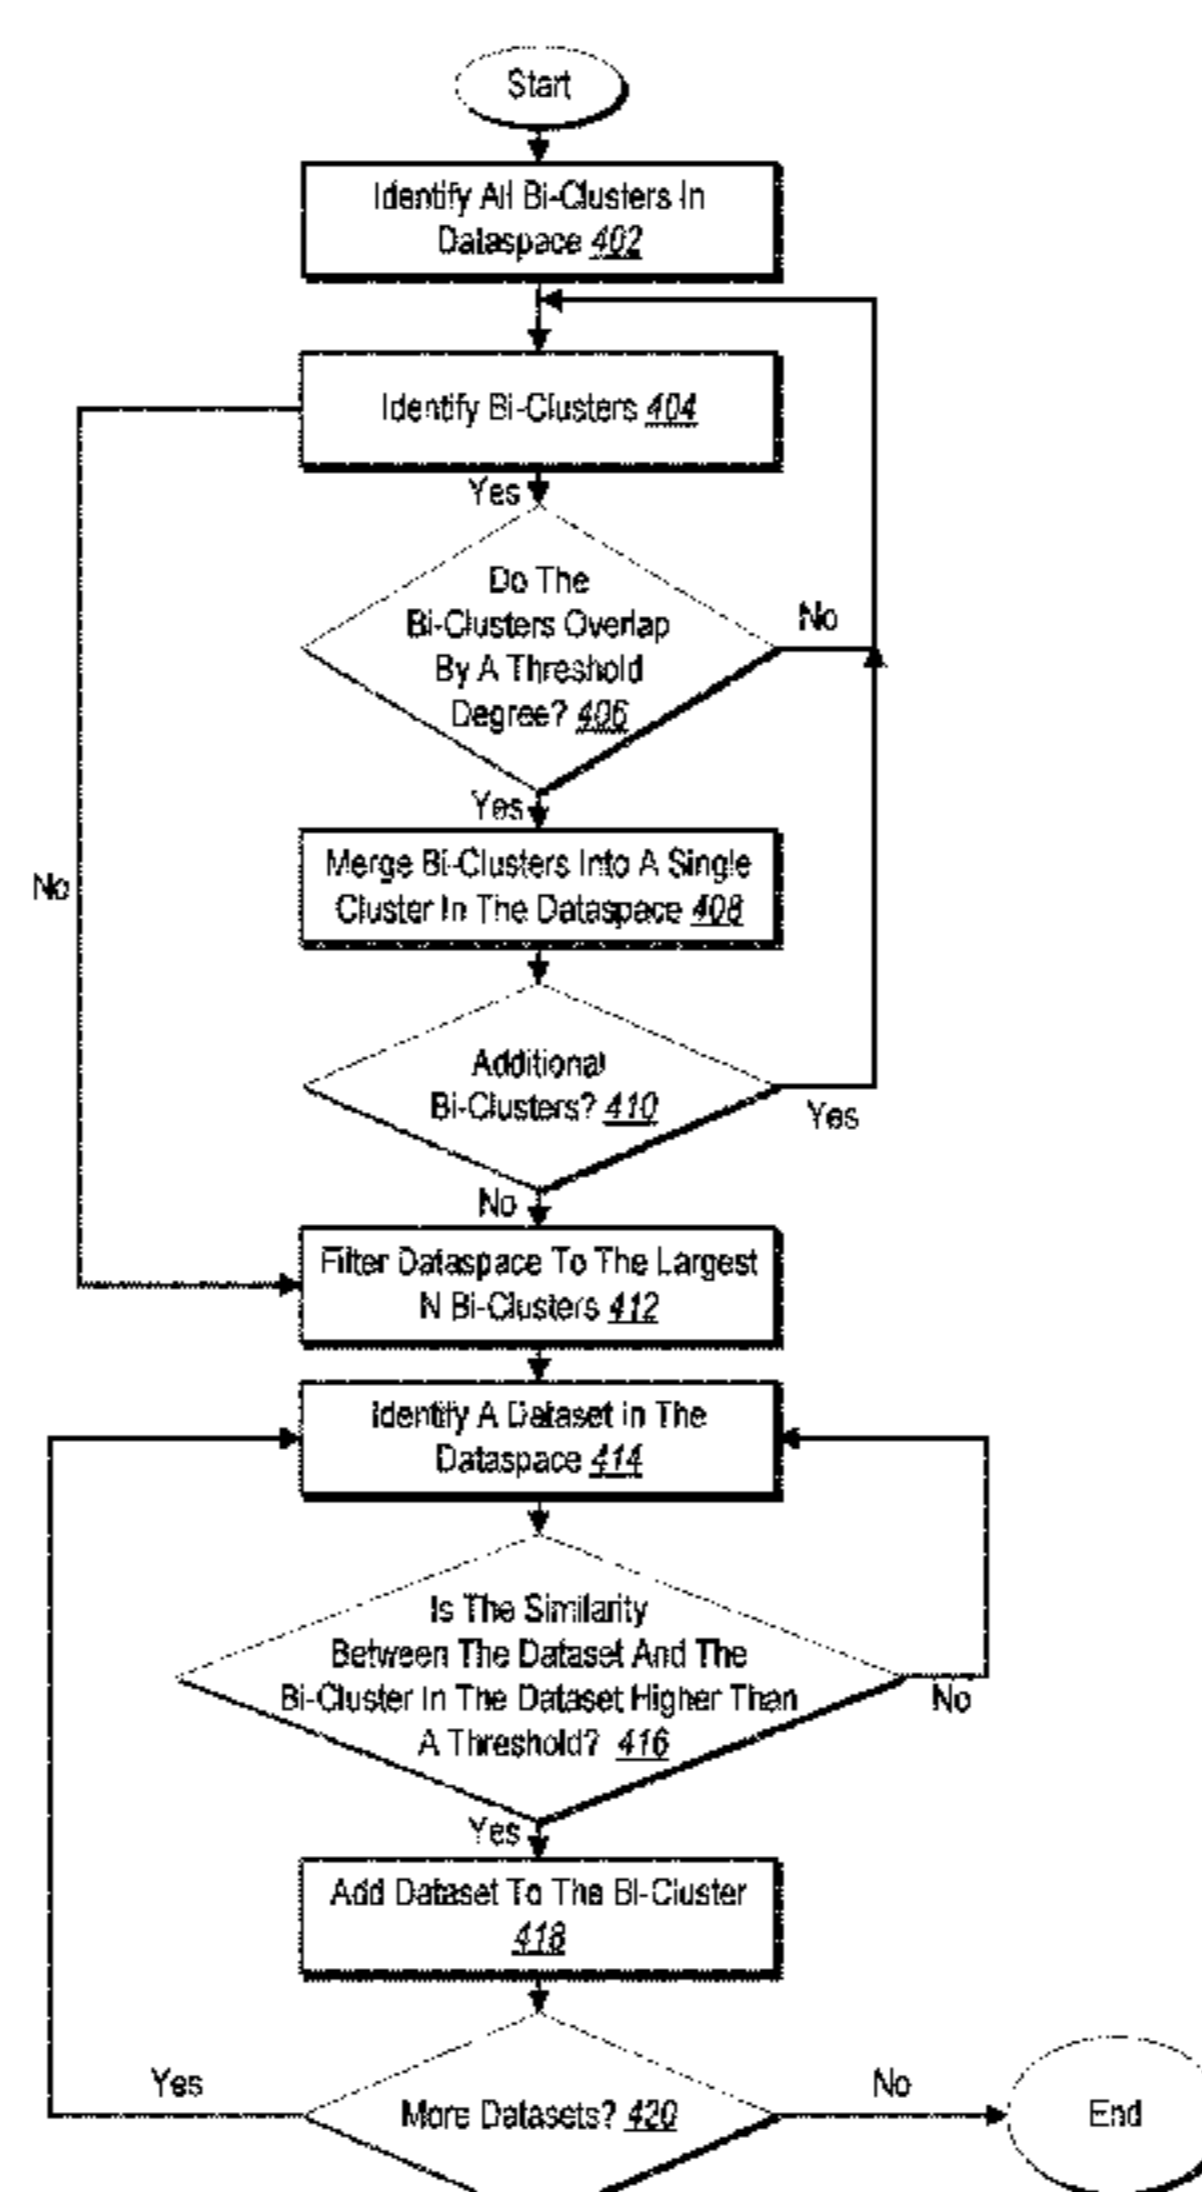 Start
Identify All Bi-Clusters In
Dataspace 402
Identify Bi-Clusters 404
Yes
Do The
Bi-Clusters Overlap
By A Threshold
Degree? 406
No
Yes
Merge Bi-Clusters Into A Single
Cluster In The Dataspace 408
No
Additional
Bi-Clusters? 410
Yes
No
Filter Dataspace To The Largest
N Bi-Clusters 412
Identify A Dataset in The
Dataspace 414
Is The Similarity
Between The Dataset And The
Bi-Cluster In The Dataset Higher Than
A Threshold? 416
No
Yes
Add Dataset To The Bi-Cluster
418
Yes
More Datasets? 420
No
End